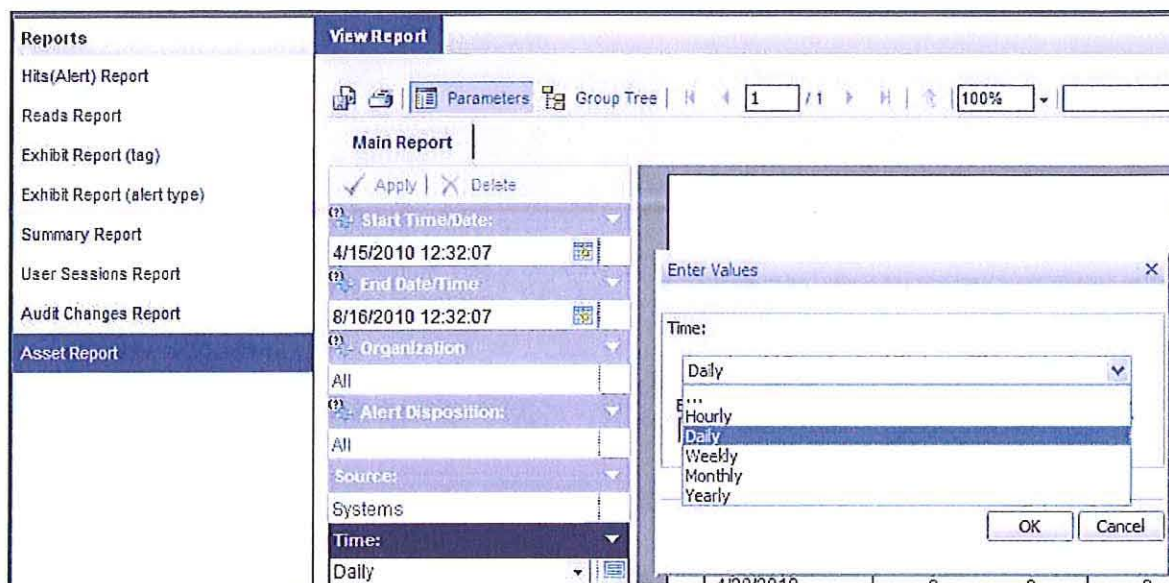 Reports
Hits(Alert) Report
Reads Report
Exhibit Report (tag)
Exhibit Report (alert type)
Summary Report
User Sessions Report
Audit Changes Report
Asset Report
View Report
Parameters Group Tree 1 / 1 100%
Main Report
Apply Delete
(?) Start Time/Date:
4/15/2010 12:32:07
(?) End Date/Time
8/16/2010 12:32:07
(?) Organization
All
(?) Alert Disposition:
All
Source:
Systems
Time:
Daily
Enter Values
Time:
Daily
...
Hourly
Daily
Weekly
Monthly
Yearly
OK Cancel